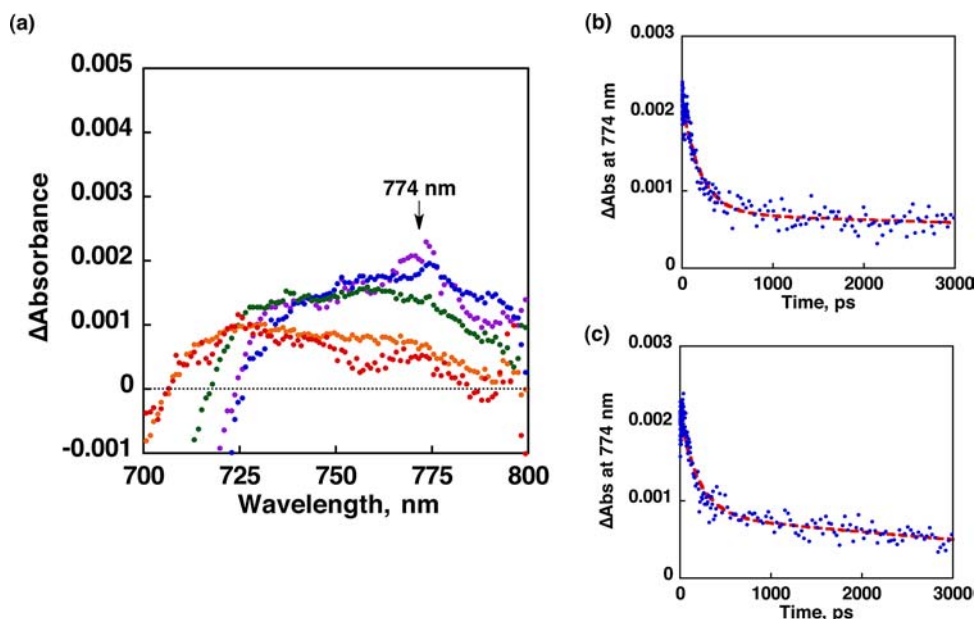 (a)
0.005
0.004
0.003
0.002
0.001
0
-0.001
ΔAbsorbance
774 nm
700
725
750
775
800
Wavelength, nm
(b)
0.003
0.002
0.001
0
ΔAbs at 774 nm
0
1000
2000
3000
Time, ps
(c)
0.003
0.002
0.001
0
ΔAbs at 774 nm
0
1000
2000
3000
Time, ps